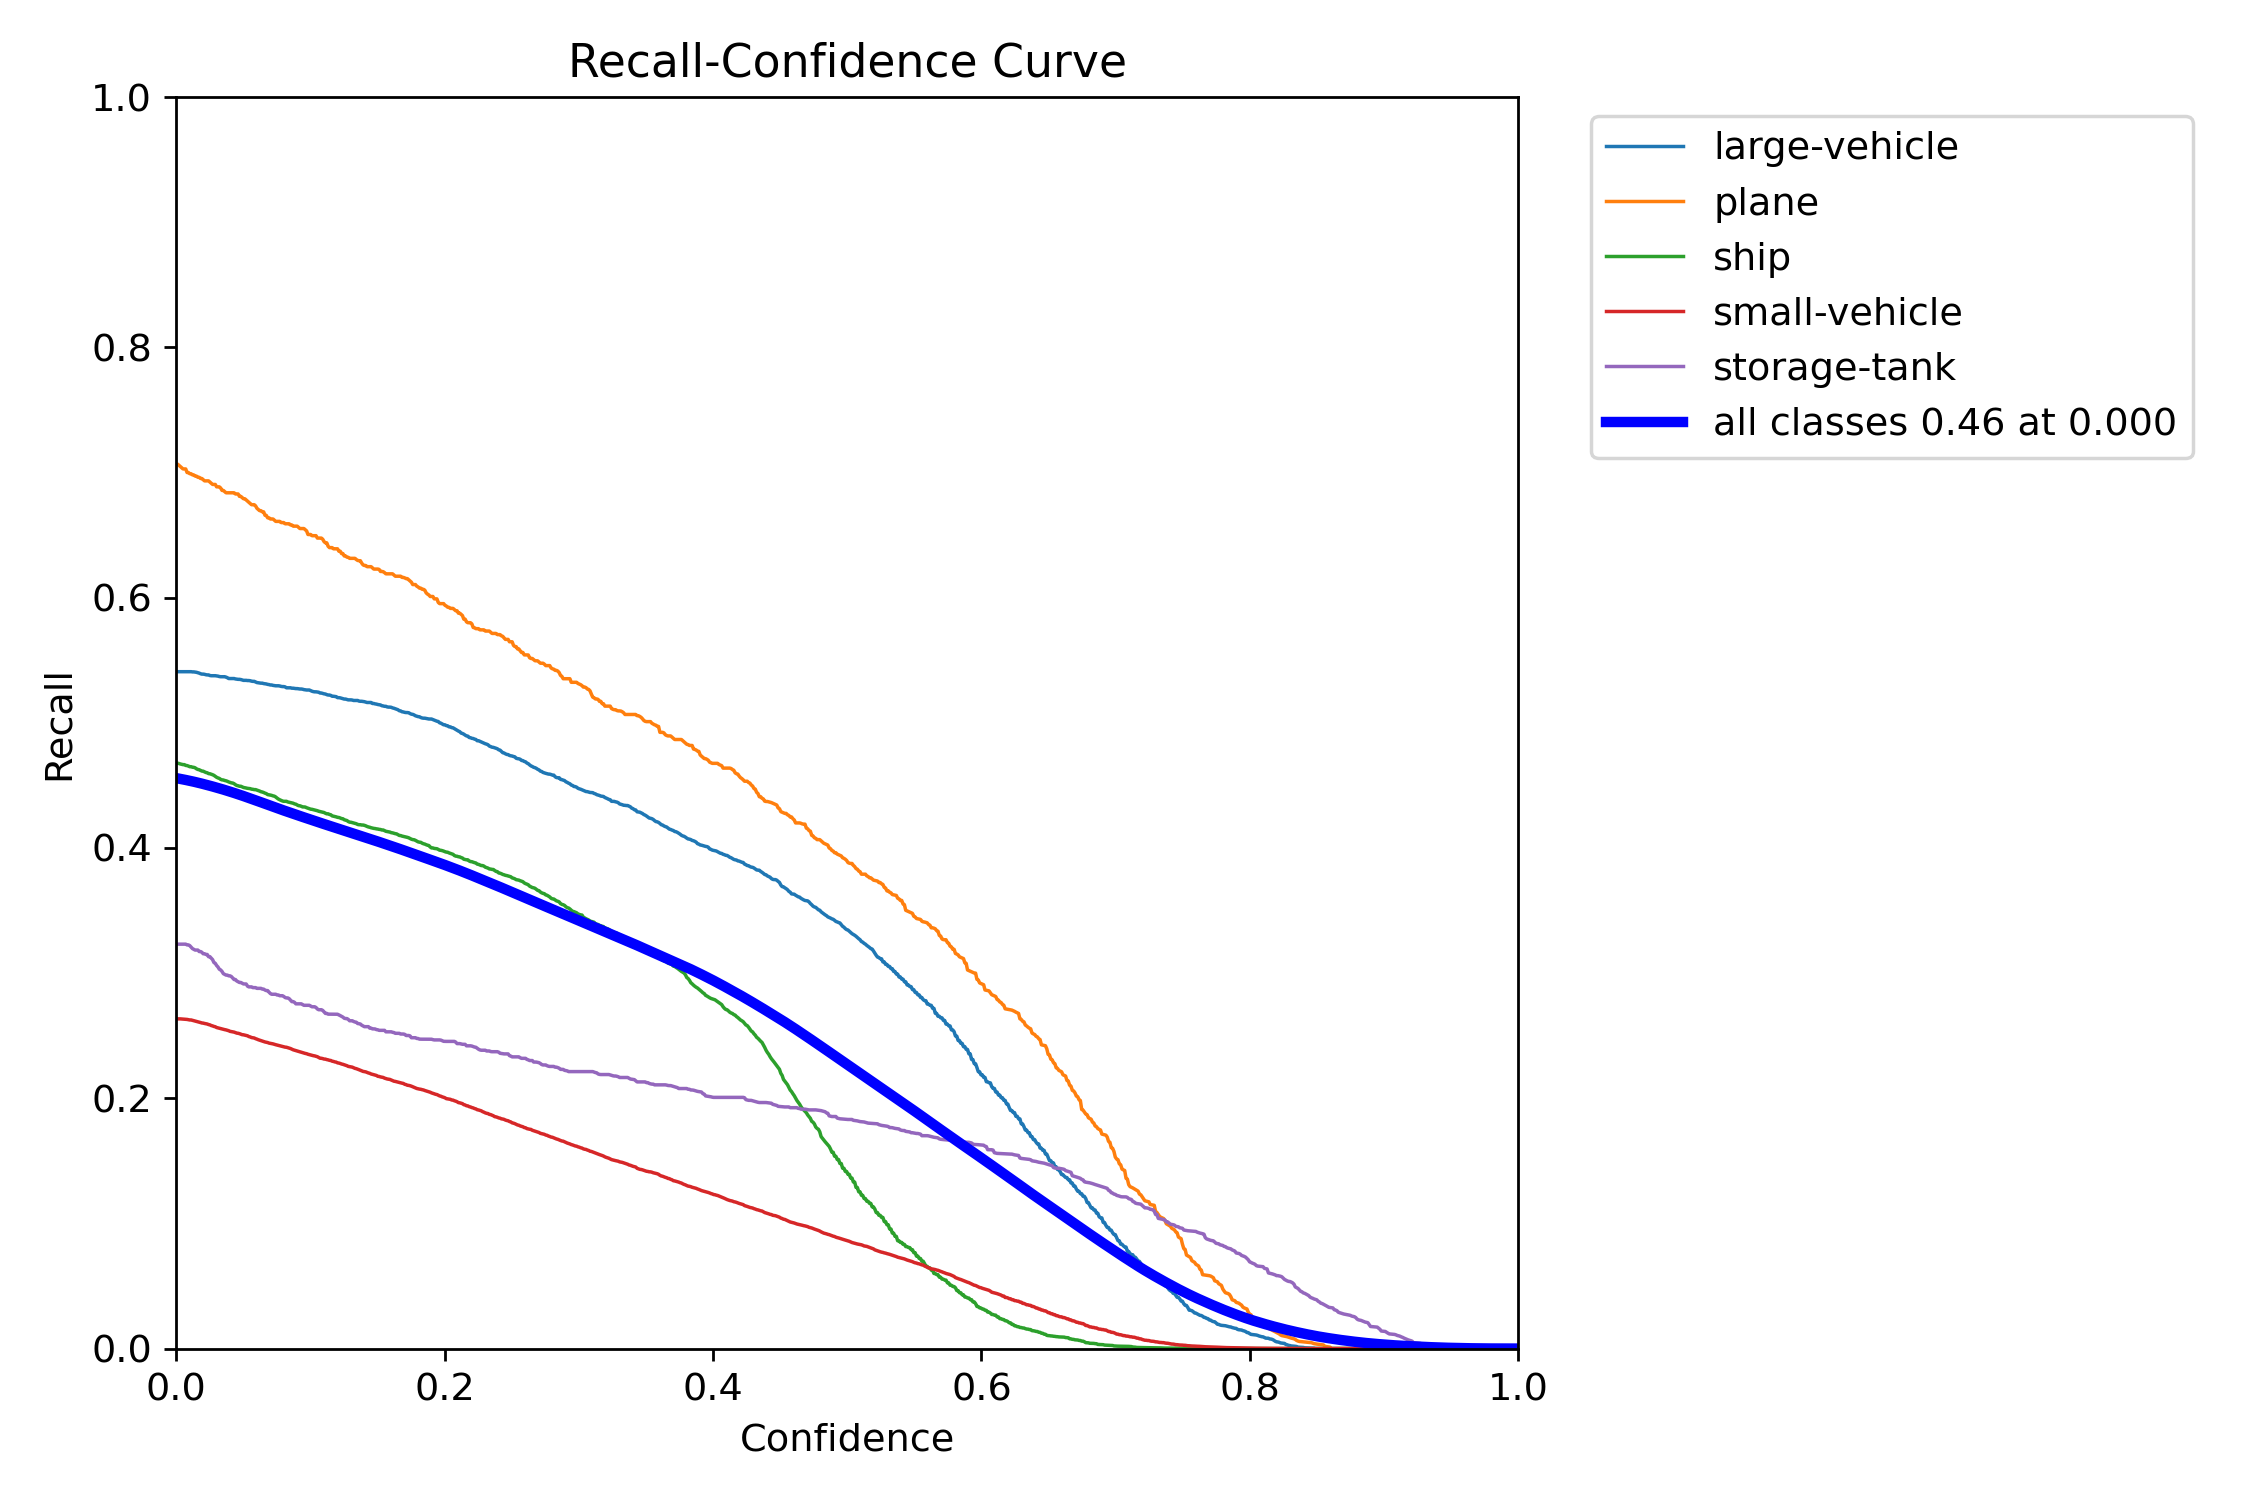 Recall-Confidence Curve
1.0
0.8
0.6
0.4
0.2
0.0
Recall
0.0 0.2 0.4 0.6 0.8 1.0
Confidence
large-vehicle
plane
ship
small-vehicle
storage-tank
all classes 0.46 at 0.000